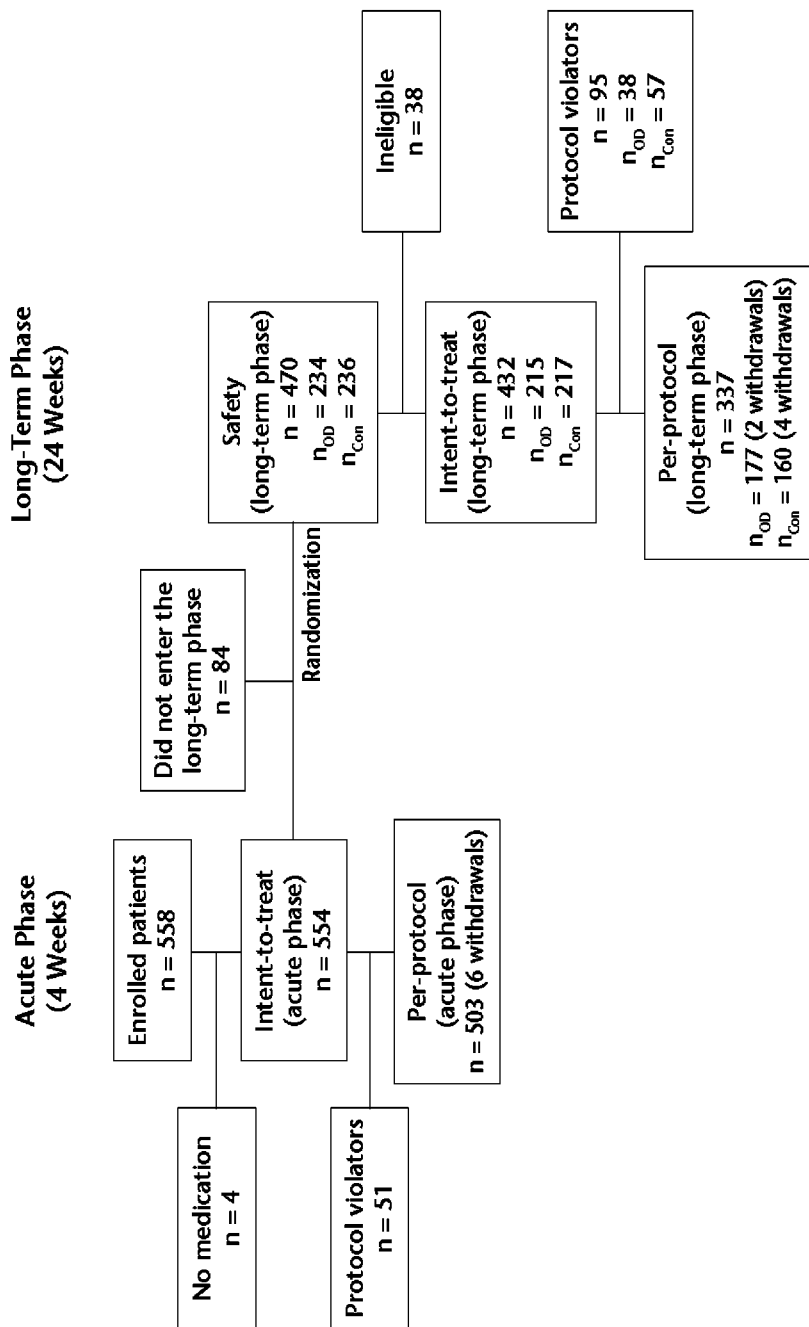 Acute Phase
(4 Weeks)
Enrolled patients
n = 558
No medication
n = 4
Intent-to-treat
(acute phase)
n = 554
Protocol violators
n = 51
Per-protocol
(acute phase)
n = 503 (6 withdrawals)
Did not enter the
long-term phase
n = 84
Randomization
Long-Term Phase
(24 Weeks)
Safety
(long-term phase)
n = 470
nOD = 234
nCon = 236
Ineligible
n = 38
Intent-to-treat
(long-term phase)
n = 432
nOD = 215
nCon = 217
Protocol violators
n = 95
nOD = 38
nCon = 57
Per-protocol
(long-term phase)
n = 337
nOD = 177 (2 withdrawals)
nCon = 160 (4 withdrawals)